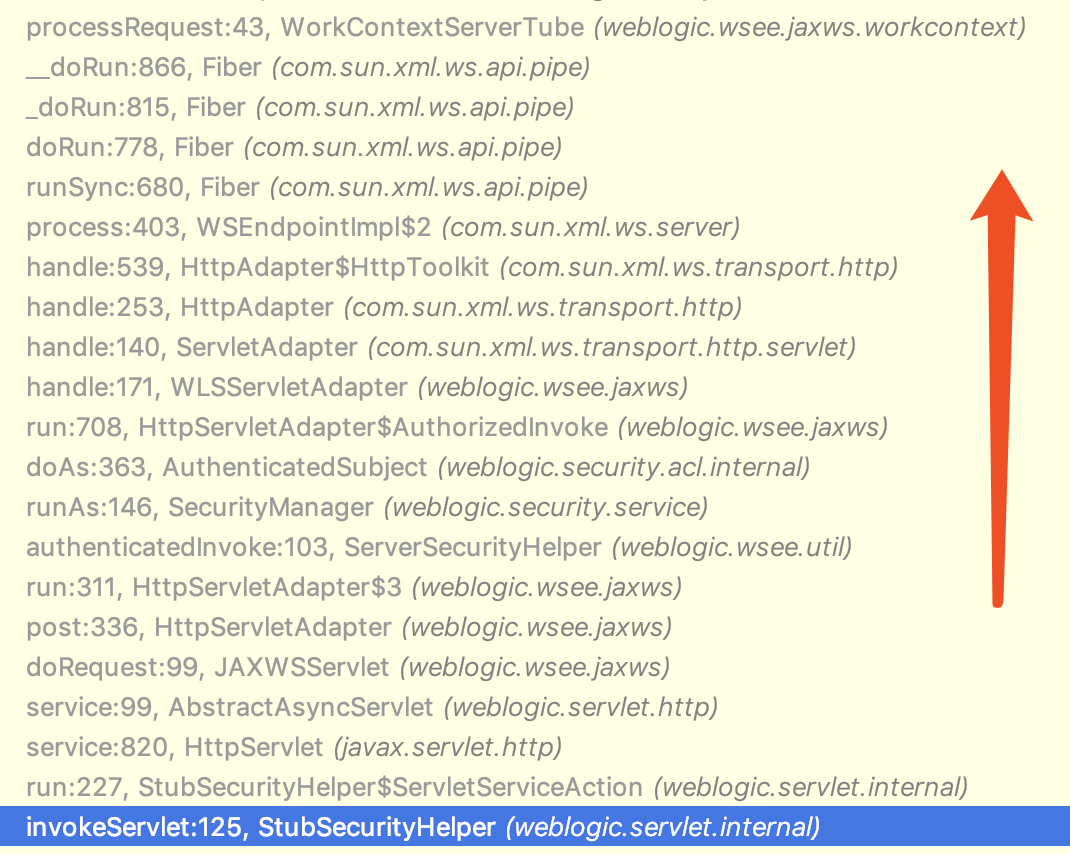 processRequest:43, WorkContextServerTube (weblogic.wsee.jaxws.workcontext)
__doRun:866, Fiber (com.sun.xml.ws.api.pipe)
_doRun:815, Fiber (com.sun.xml.ws.api.pipe)
doRun:778, Fiber (com.sun.xml.ws.api.pipe)
runSync:680, Fiber (com.sun.xml.ws.api.pipe)
process:403, WSEndpointImpl$2 (com.sun.xml.ws.server)
handle:539, HttpAdapter$HttpToolkit (com.sun.xml.ws.transport.http)
handle:253, HttpAdapter (com.sun.xml.ws.transport.http)
handle:140, ServletAdapter (com.sun.xml.ws.transport.http.servlet)
handle:171, WLSServletAdapter (weblogic.wsee.jaxws)
run:708, HttpServletAdapter$AuthorizedInvoke (weblogic.wsee.jaxws)
doAs:363, AuthenticatedSubject (weblogic.security.acl.internal)
runAs:146, SecurityManager (weblogic.security.service)
authenticatedInvoke:103, ServerSecurityHelper (weblogic.wsee.util)
run:311, HttpServletAdapter$3 (weblogic.wsee.jaxws)
post:336, HttpServletAdapter (weblogic.wsee.jaxws)
doRequest:99, JAXWSServlet (weblogic.wsee.jaxws)
service:99, AbstractAsyncServlet (weblogic.servlet.http)
service:820, HttpServlet (javax.servlet.http)
run:227, StubSecurityHelper$ServletServiceAction (weblogic.servlet.internal)
invokeServlet:125, StubSecurityHelper (weblogic.servlet.internal)